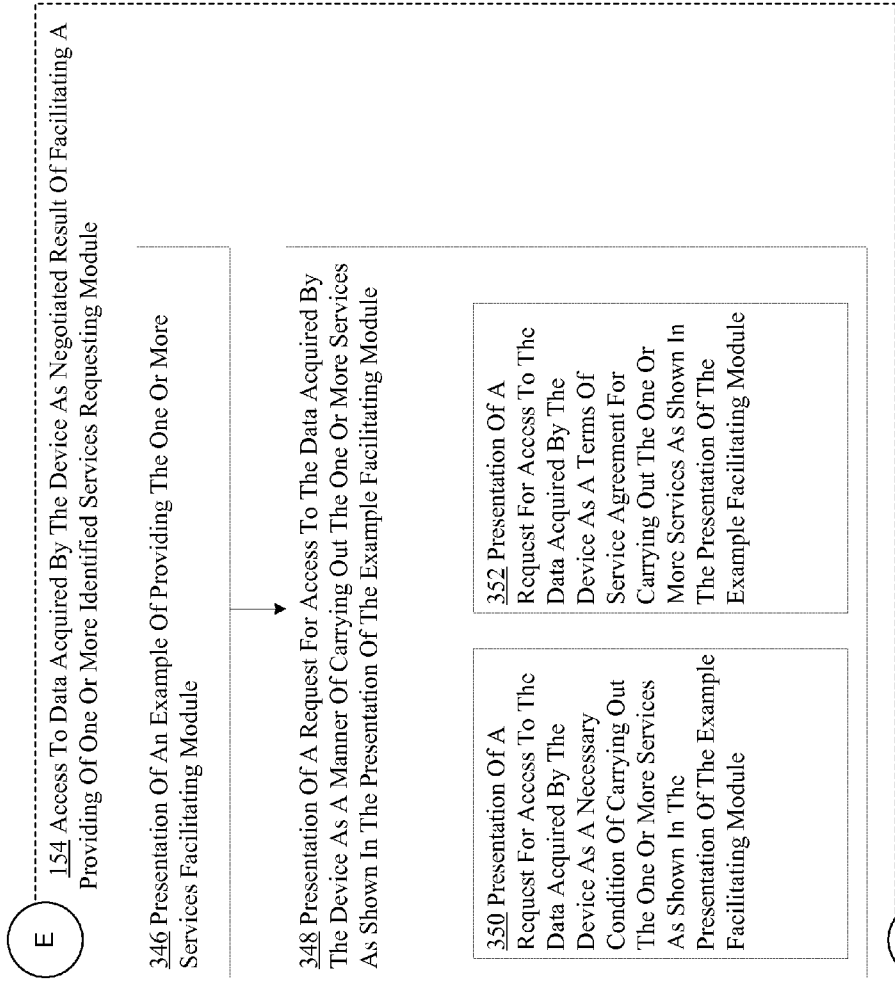 E
154 Access To Data Acquired By The Device As Negotiated Result Of Facilitating A
Providing Of One Or More Identified Services Requesting Module
346 Presentation Of An Example Of Providing The One Or More
Services Facilitating Module
348 Presentation Of A Request For Access To The Data Acquired By
The Device As A Manner Of Carrying Out The One Or More Services
As Shown In The Presentation Of The Example Facilitating Module
350 Presentation Of A
Request For Access To The
Data Acquired By The
Device As A Necessary
Condition Of Carrying Out
The One Or More Services
As Shown In The
Presentation Of The Example
Facilitating Module
352 Presentation Of A
Request For Access To The
Data Acquired By The
Device As A Terms Of
Service Agreement For
Carrying Out The One Or
More Services As Shown In
The Presentation Of The
Example Facilitating Module